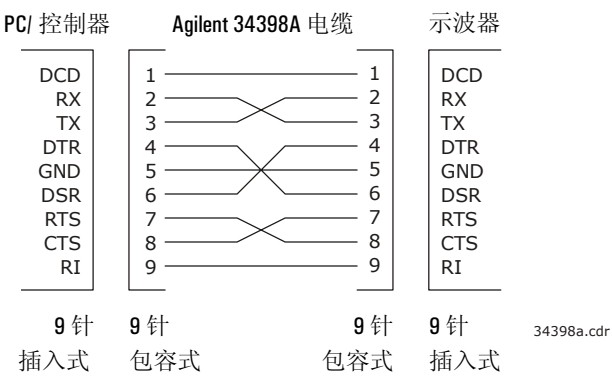 PC/ 控制器 Agilent 34398A 电缆 示波器
DCD 1 1 DCD
RX 2 2 RX
TX 3 3 TX
DTR 4 4 DTR
GND 5 5 GND
DSR 6 6 DSR
RTS 7 7 RTS
CTS 8 8 CTS
RI 9 9 RI
9 针 9 针 9 针 9 针 34398a.cdr
插入式 包容式 包容式 插入式